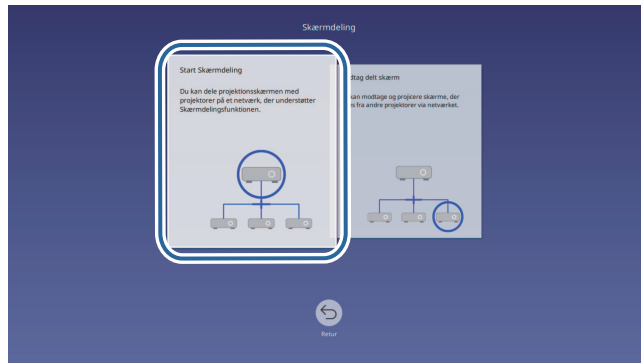 Skærmdeling
Start Skærmdeling
Du kan dele projektionsskærmen med
projektorer på et netværk, der understøtter
Skærmdelingsfunktionen.
dtag delt skærm
kan modtage og projicere skærme, der
es fra andre projektorer via netværket.
Retur